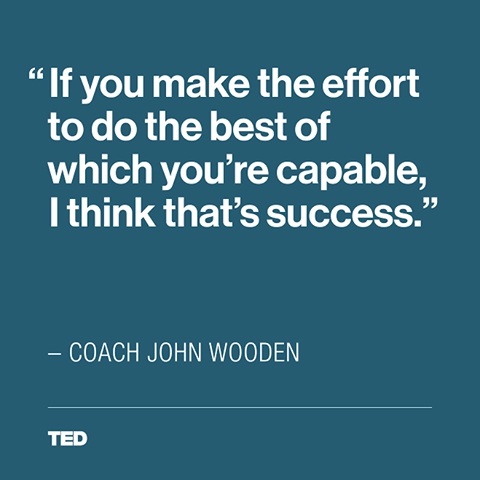 “If you make the effort
to do the best of
which you’re capable,
I think that’s success.”
– COACH JOHN WOODEN
TED